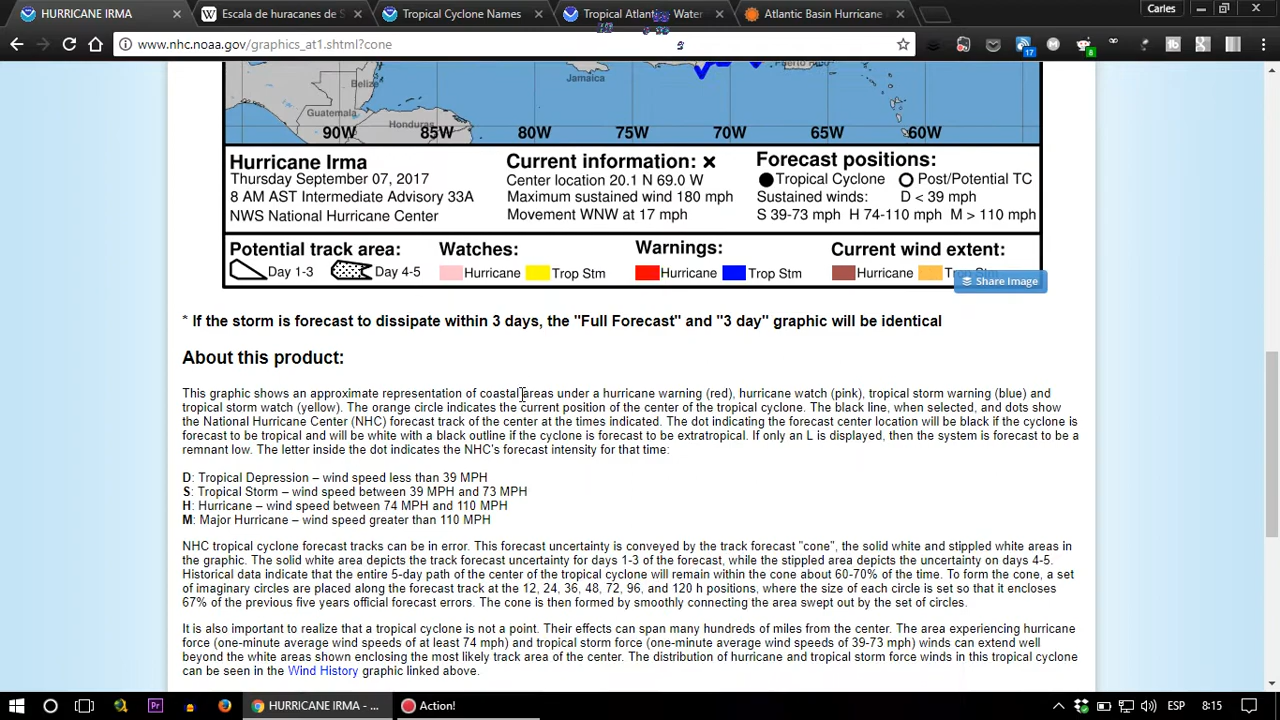 HURRICANE IRMA
Escala de huracanes de S
Tropical Cyclone Names
Tropical Atlantic Water
Atlantic Basin Hurricane
Carles
www.nhc.noaa.gov/graphics_at1.shtml?cone
17
8
Belize
Jamaica
Puerto Rico
Guatemala
Honduras
90W 85W 80W 75W 70W 65W 60W
Hurricane Irma
Thursday September 07, 2017
8 AM AST Intermediate Advisory 33A
NWS National Hurricane Center
Current information: x
Center location 20.1 N 69.0 W
Maximum sustained wind 180 mph
Movement WNW at 17 mph
Forecast positions:
Tropical Cyclone Post/Potential TC
Sustained winds: D < 39 mph
S 39-73 mph H 74-110 mph M > 110 mph
Potential track area:
Day 1-3 Day 4-5
Watches:
Hurricane Trop Stm
Warnings:
Hurricane Trop Stm
Current wind extent:
Hurricane Trop Stm
Share Image
* If the storm is forecast to dissipate within 3 days, the "Full Forecast" and "3 day" graphic will be identical
About this product:
This graphic shows an approximate representation of coastal areas under a hurricane warning (red), hurricane watch (pink), tropical storm warning (blue) and
tropical storm watch (yellow). The orange circle indicates the current position of the center of the tropical cyclone. The black line, when selected, and dots show
the National Hurricane Center (NHC) forecast track of the center at the times indicated. The dot indicating the forecast center location will be black if the cyclone is
forecast to be tropical and will be white with a black outline if the cyclone is forecast to be extratropical. If only an L is displayed, then the system is forecast to be a
remnant low. The letter inside the dot indicates the NHC's forecast intensity for that time:
D: Tropical Depression – wind speed less than 39 MPH
S: Tropical Storm – wind speed between 39 MPH and 73 MPH
H: Hurricane – wind speed between 74 MPH and 110 MPH
M: Major Hurricane – wind speed greater than 110 MPH
NHC tropical cyclone forecast tracks can be in error. This forecast uncertainty is conveyed by the track forecast "cone", the solid white and stippled white areas in
the graphic. The solid white area depicts the track forecast uncertainty for days 1-3 of the forecast, while the stippled area depicts the uncertainty on days 4-5.
Historical data indicate that the entire 5-day path of the center of the tropical cyclone will remain within the cone about 60-70% of the time. To form the cone, a set
of imaginary circles are placed along the forecast track at the 12, 24, 36, 48, 72, 96, and 120 h positions, where the size of each circle is set so that it encloses
67% of the previous five years official forecast errors. The cone is then formed by smoothly connecting the area swept out by the set of circles.
It is also important to realize that a tropical cyclone is not a point. Their effects can span many hundreds of miles from the center. The area experiencing hurricane
force (one-minute average wind speeds of at least 74 mph) and tropical storm force (one-minute average wind speeds of 39-73 mph) winds can extend well
beyond the white areas shown enclosing the most likely track area of the center. The distribution of hurricane and tropical storm force winds in this tropical cyclone
can be seen in the Wind History graphic linked above.
HURRICANE IRMA - ...
Action!
ESP
8:15